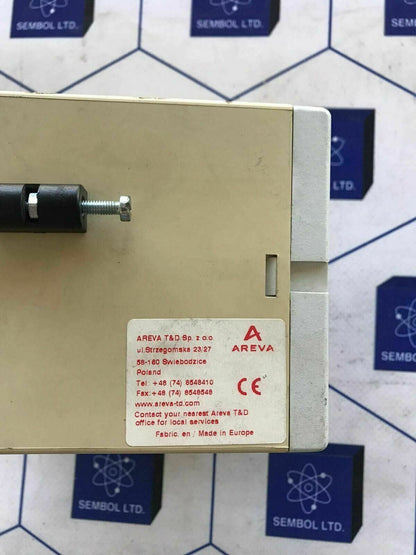 SEMBOL LTD.
SEMBOL LTD.
SEMBOL LTD.
SEMBOL LTD.
AREVA T&D Sp. z o.o.
ul.Strzegomska 23/27
58-160 Swiebodzice
Poland
Tel: +48 (74) 8548410
Fax:+48 (74) 8548548
www.areva-td.com
Contact your nearest Areva T&D
office for local services
Fabric. en / Made in Europe
AREVA
CE
SEMBOL LTD.
SEMBOL LTD.